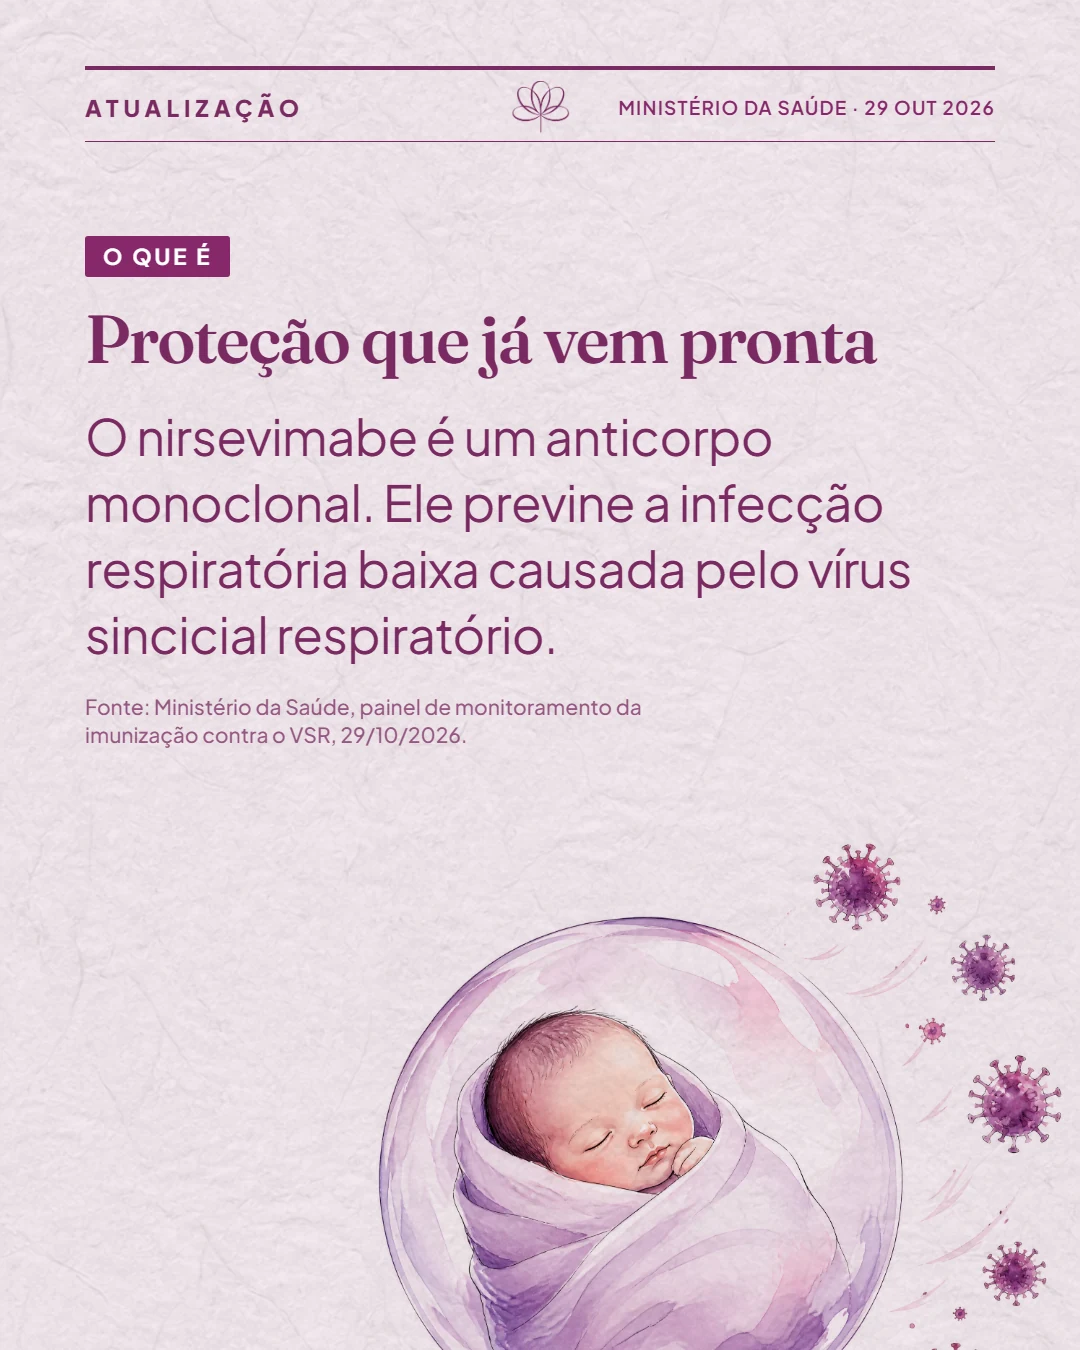 ATUALIZAÇÃO
MINISTÉRIO DA SAÚDE · 29 OUT 2026
O QUE É
Proteção que já vem pronta
O nirsevimabe é um anticorpo
monoclonal. Ele previne a infecção
respiratória baixa causada pelo vírus
sincicial respiratório.
Fonte: Ministério da Saúde, painel de monitoramento da
imunização contra o VSR, 29/10/2026.